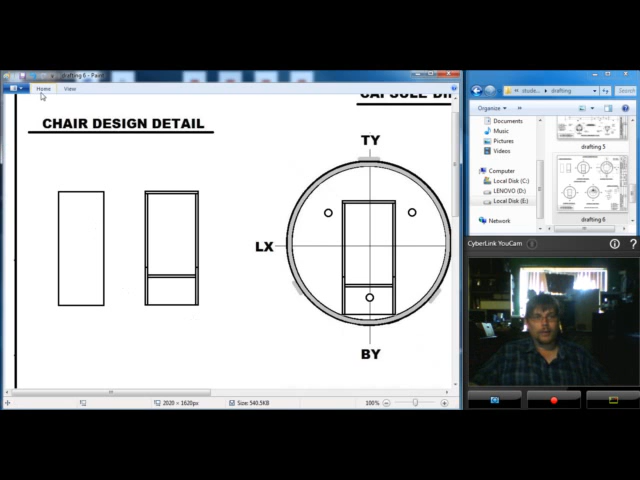 drafting 6 - Paint
Home
View
CHAIR DESIGN DETAIL
TY
LX
BY
2020 × 1620px
Size: 540.5KB
100%
stude...
drafting
Search
Organize
Documents
Music
Pictures
Videos
Computer
Local Disk (C:)
LENOVO (D:)
Local Disk (E:)
Network
drafting 5
drafting 6
CyberLink YouCam